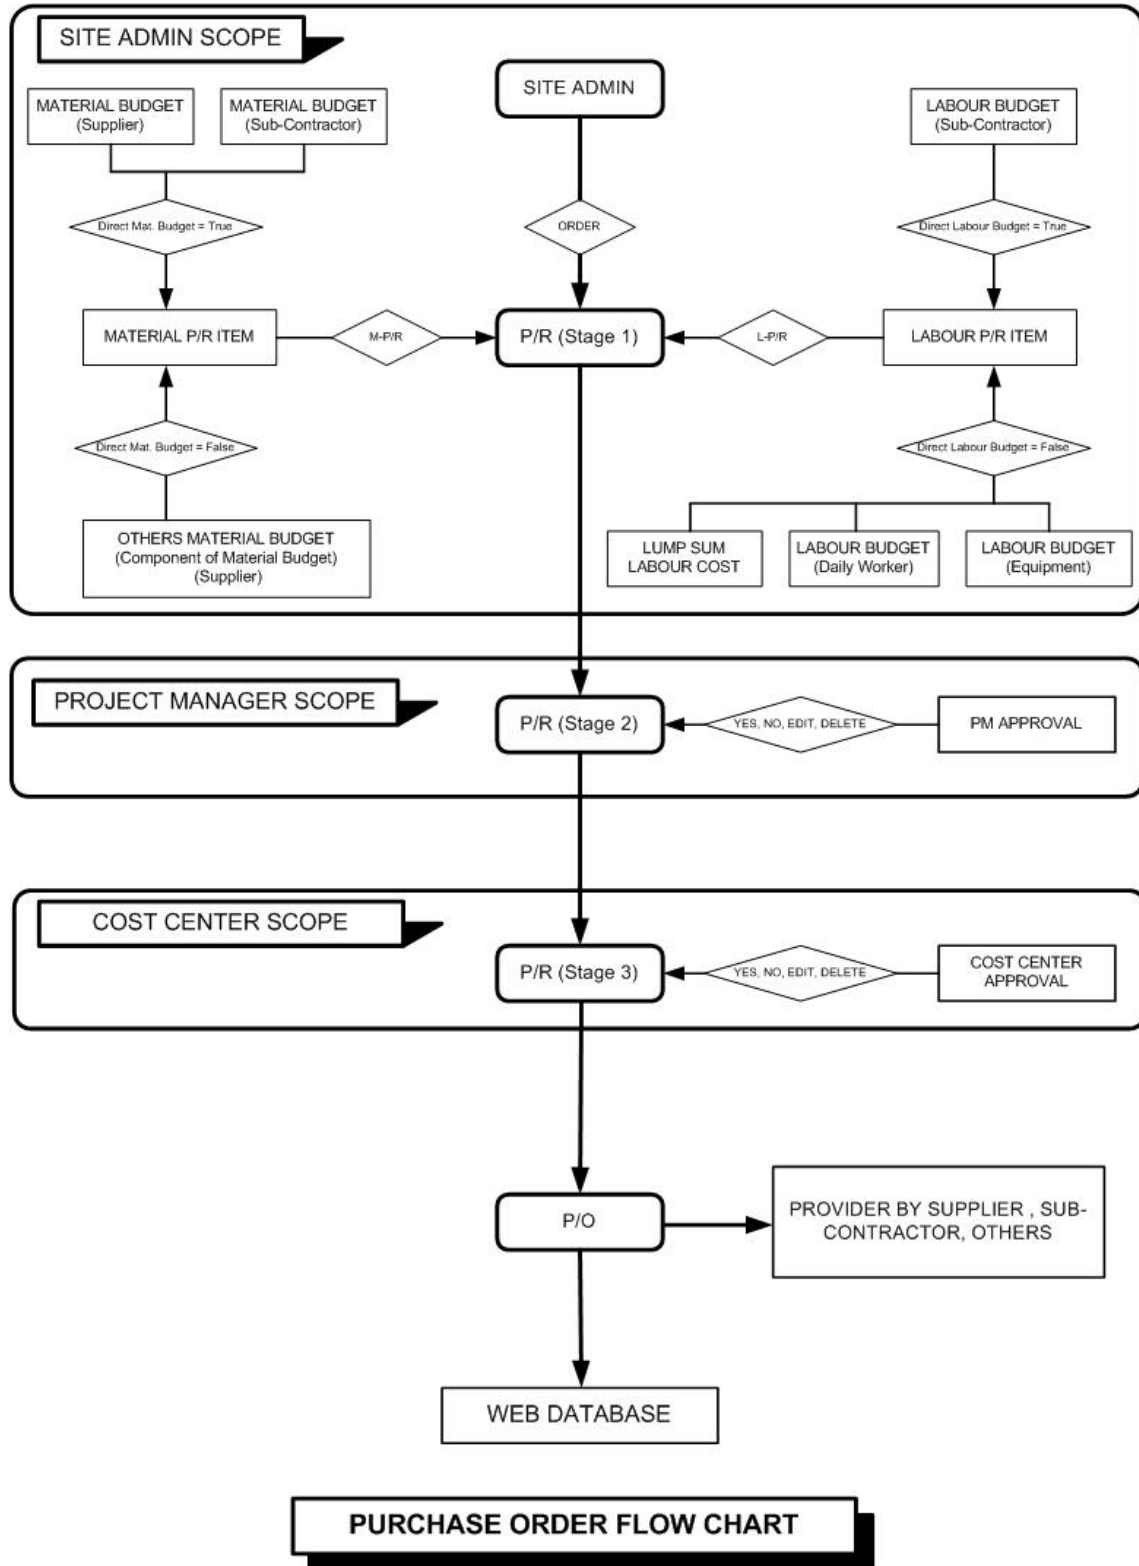 SITE ADMIN SCOPE
SITE ADMIN
MATERIAL BUDGET
(Supplier)
MATERIAL BUDGET
(Sub-Contractor)
LABOUR BUDGET
(Sub-Contractor)
Direct Mat. Budget = True
ORDER
Direct Labour Budget = True
MATERIAL P/R ITEM
M-P/R
P/R (Stage 1)
L-P/R
LABOUR P/R ITEM
Direct Mat. Budget = False
Direct Labour Budget = False
OTHERS MATERIAL BUDGET
(Component of Material Budget)
(Supplier)
LUMP SUM
LABOUR COST
LABOUR BUDGET
(Daily Worker)
LABOUR BUDGET
(Equipment)
PROJECT MANAGER SCOPE
P/R (Stage 2)
YES, NO, EDIT, DELETE
PM APPROVAL
COST CENTER SCOPE
P/R (Stage 3)
YES, NO, EDIT, DELETE
COST CENTER
APPROVAL
P/O
PROVIDER BY SUPPLIER , SUB-
CONTRACTOR, OTHERS
WEB DATABASE
PURCHASE ORDER FLOW CHART